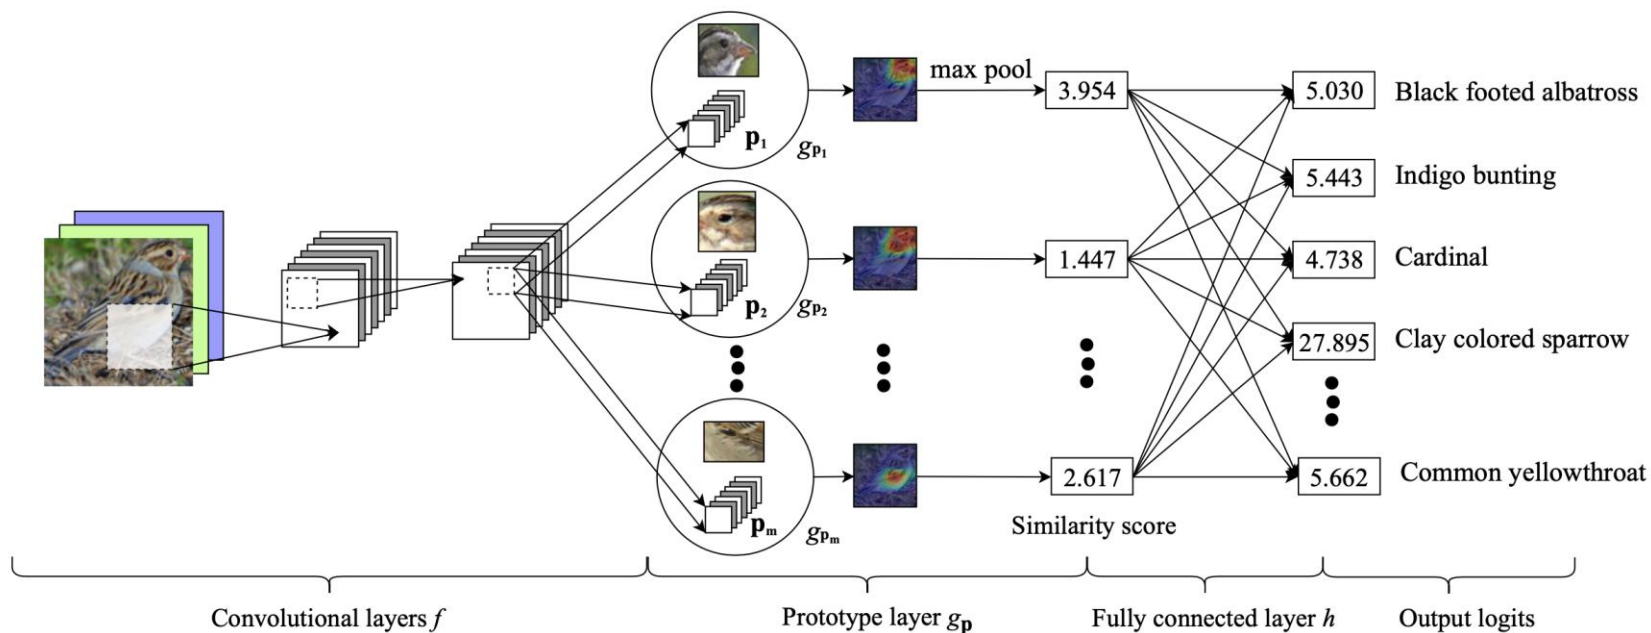 max pool
3.954
5.030
Black footed albatross
p₁
gₚ₁
5.443
Indigo bunting
1.447
4.738
Cardinal
p₂
gₚ₂
27.895
Clay colored sparrow
2.617
5.662
Common yellowthroat
pₘ
gₚₘ
Similarity score
Convolutional layers f
Prototype layer gₚ
Fully connected layer h
Output logits